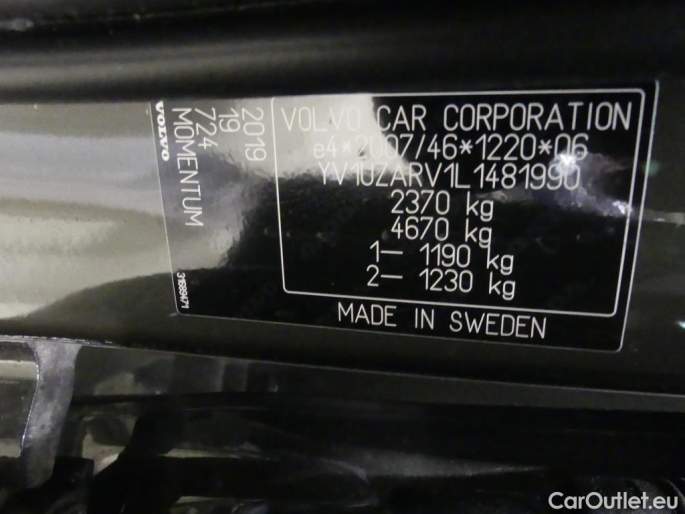 VOLVO CAR CORPORATION
e4*2007/46*1220*06
YV1UZARV1L1481990
2370 kg
4670 kg
1– 1190 kg
2– 1230 kg
MADE IN SWEDEN
2019
19
724
MOMENTUM
VOLVO
31689471
CarOutlet.eu